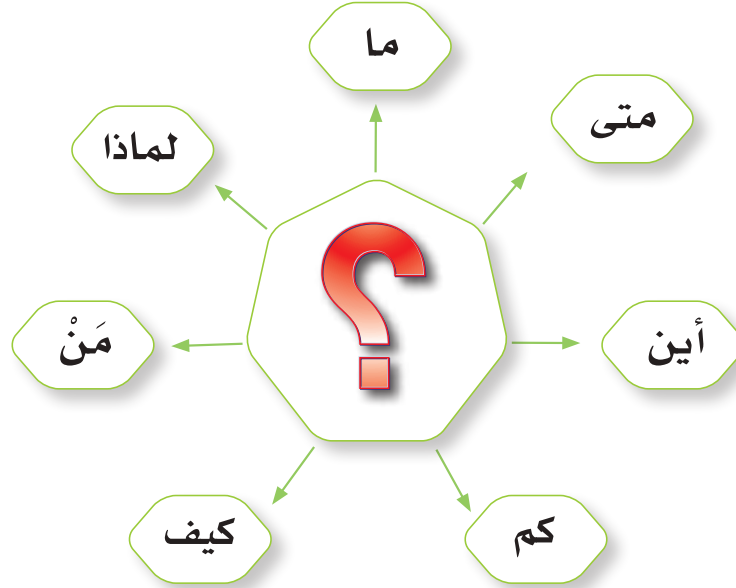 ما
متى
أين
كم
كيف
مَنْ
لماذا
؟